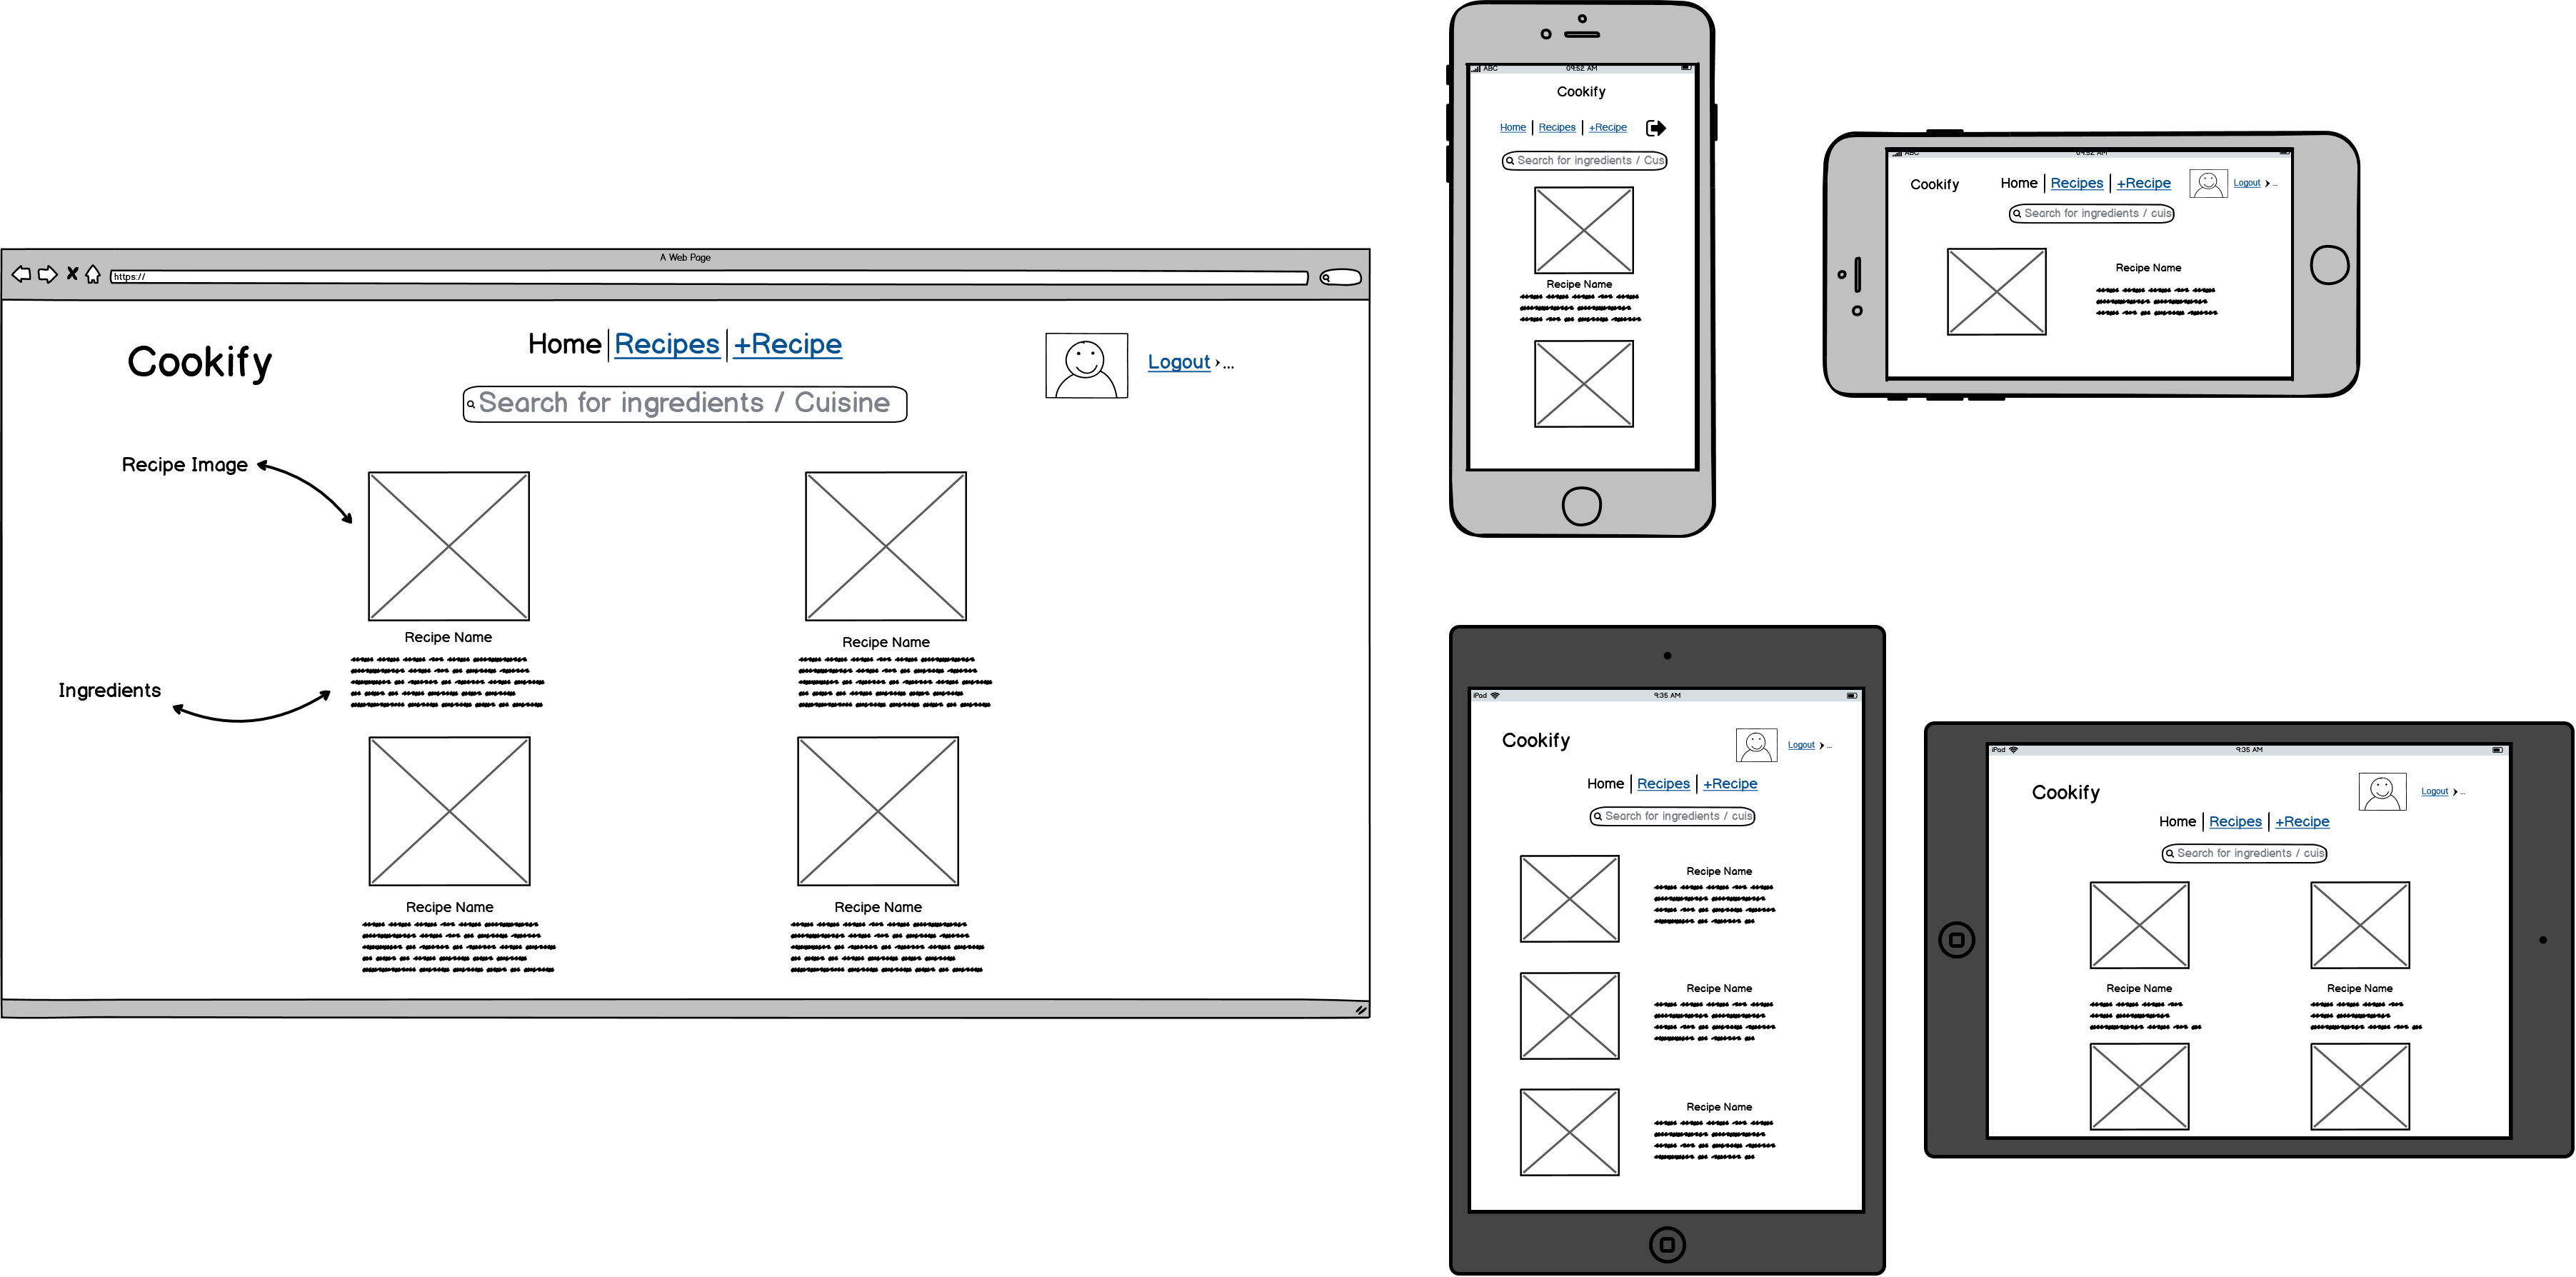 A Web Page
https://
Cookify
Home Recipes +Recipe
Logout ...
Search for ingredients / Cuisine
Recipe Image
Recipe Name
Recipe Name
Ingredients
Recipe Name
Recipe Name
ABC 09:52 AM
Cookify
Home Recipes +Recipe
Search for ingredients / Cus
Recipe Name
ABC 09:52 AM
Cookify
Home Recipes +Recipe
Logout ...
Search for ingredients / cuis
Recipe Name
iPad 9:35 AM
Cookify
Logout ...
Home Recipes +Recipe
Search for ingredients / cuis
Recipe Name
Recipe Name
Recipe Name
iPad 9:35 AM
Cookify
Logout ...
Home Recipes +Recipe
Search for ingredients / cuis
Recipe Name
Recipe Name